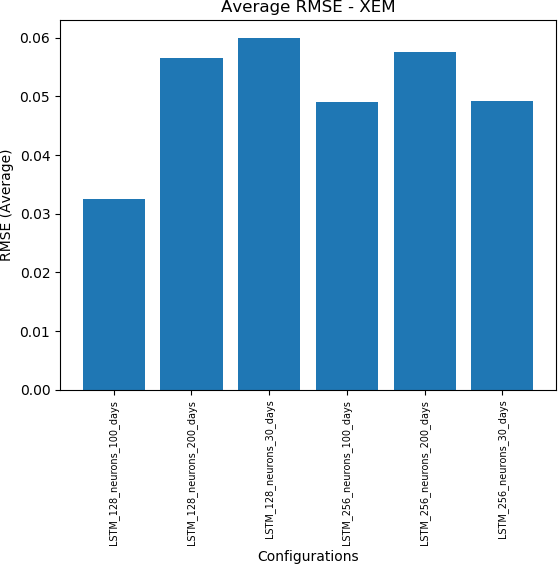 Average RMSE - XEM
RMSE (Average)
0.06
0.05
0.04
0.03
0.02
0.01
0.00
LSTM_128_neurons_100_days
LSTM_128_neurons_200_days
LSTM_128_neurons_30_days
LSTM_256_neurons_100_days
LSTM_256_neurons_200_days
LSTM_256_neurons_30_days
Configurations